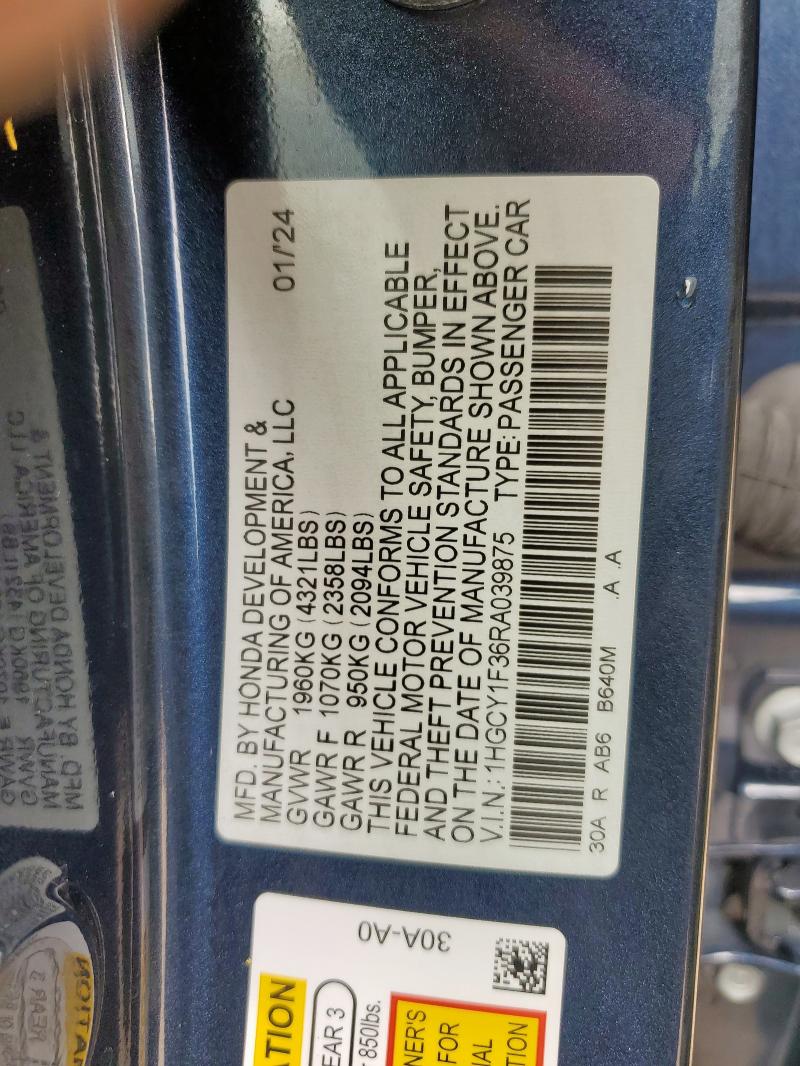 MFD. BY HONDA DEVELOPMENT &
MANUFACTURING OF AMERICA, LLC 01/'24
GVWR 1960KG (4321LBS)
GAWR F 1070KG (2358LBS)
GAWR R 950KG (2094LBS)
THIS VEHICLE CONFORMS TO ALL APPLICABLE
FEDERAL MOTOR VEHICLE SAFETY, BUMPER,
AND THEFT PREVENTION STANDARDS IN EFFECT
ON THE DATE OF MANUFACTURE SHOWN ABOVE.
V.I.N.: 1HGCY1F36RA039875 TYPE: PASSENGER CAR
30A R AB6 B640M .A .A
30A-A0
850lbs.
FOR